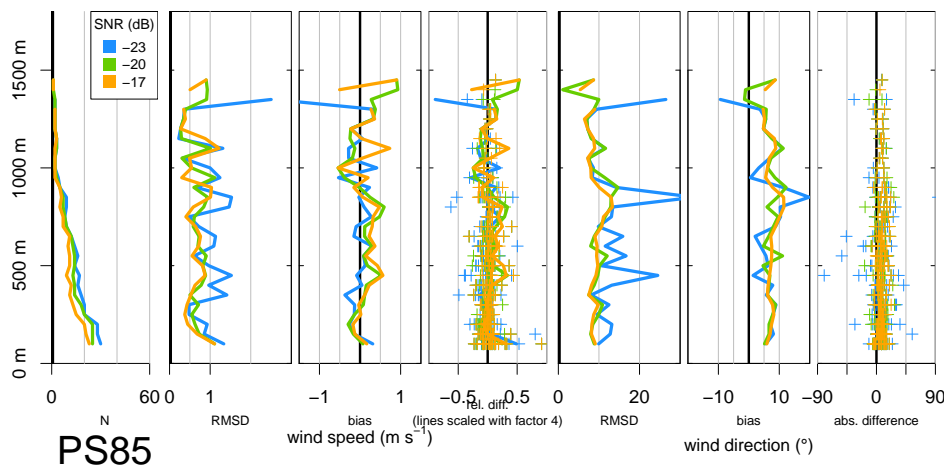 SNR (dB)
−23
−20
−17
0 m
500 m
1000 m
1500 m
0 60
0 1
−1 0 1
−0.5 0.5
0 20
−10 0 10
−90 0 90
N
RMSD
bias
rel. diff.
(lines scaled with factor 4)
RMSD
bias
abs. difference
wind speed (m s⁻¹)
wind direction (°)
PS85